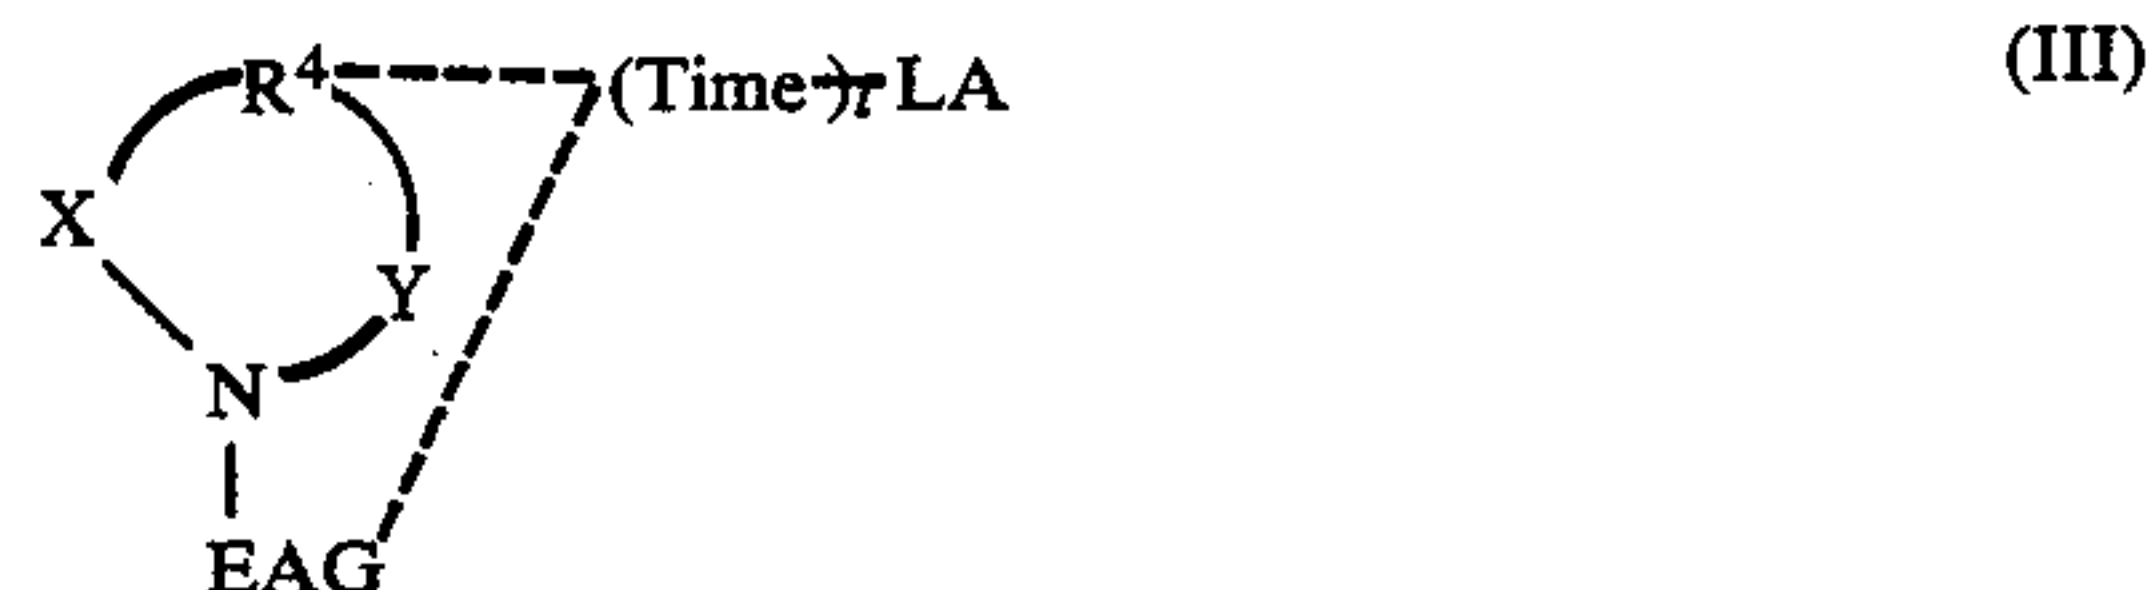 R⁴ (Time)t LA (III)
X
Y
N
EAG